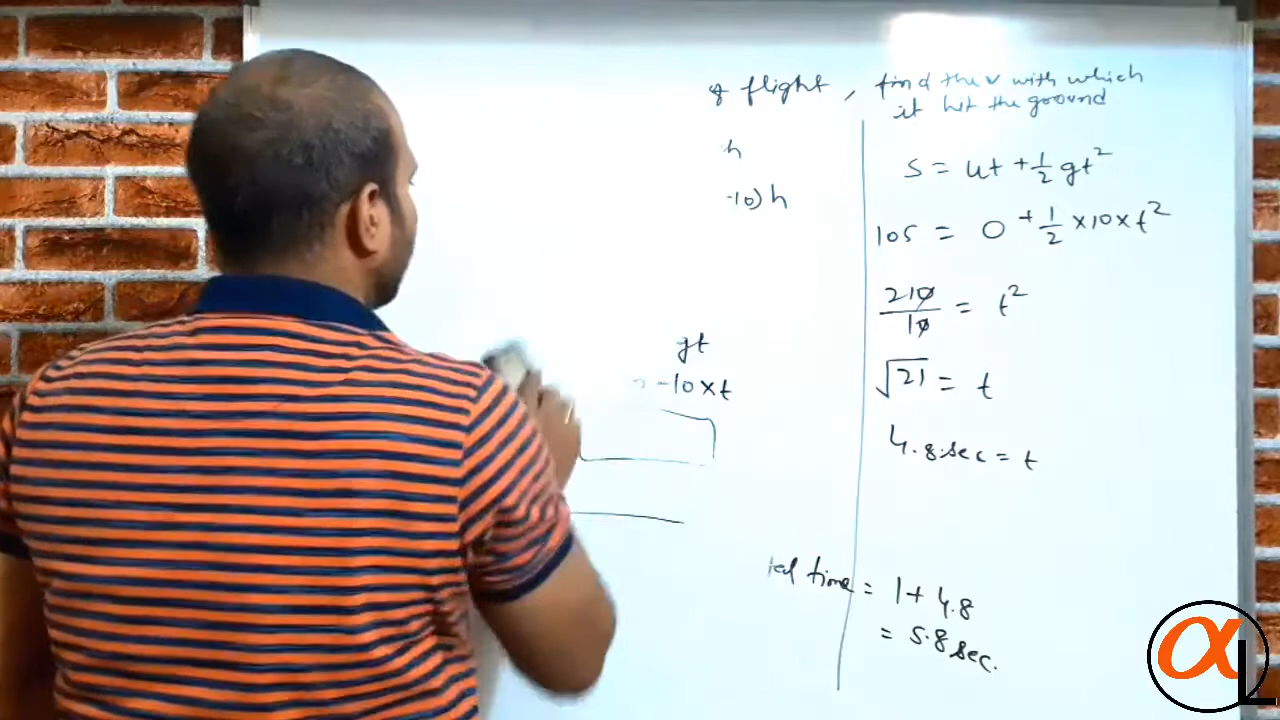 of flight, find the v with which
it hit the ground
h
-10)h
gt
= -10 x t
s = ut + 1/2 gt²
105 = 0 + 1/2 x 10 x t²
210/10 = t²
√21 = t
4.8 sec = t
time = 1 + 4.8
= 5.8 sec.
αL